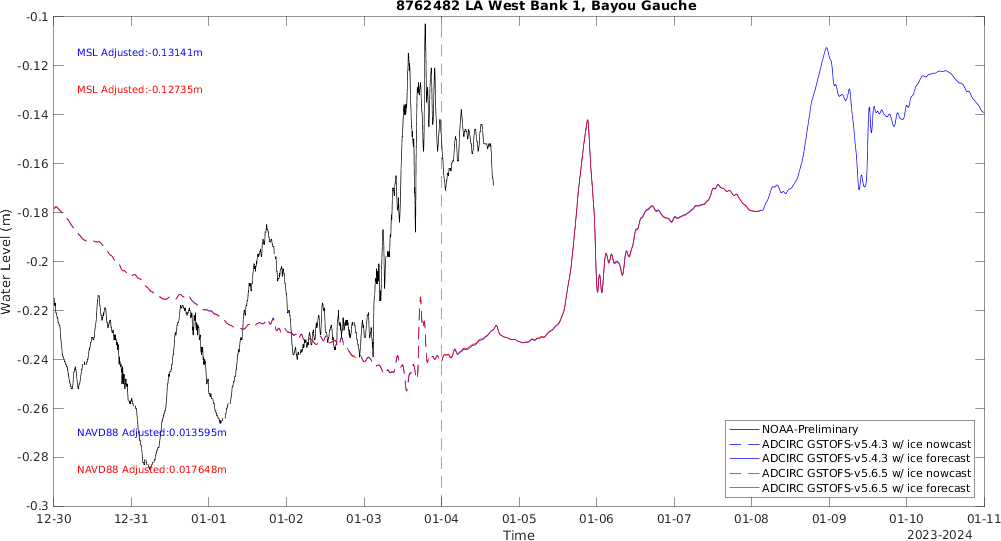 8762482 LA West Bank 1, Bayou Gauche
-0.1
-0.12
-0.14
-0.16
-0.18
-0.2
-0.22
-0.24
-0.26
-0.28
-0.3
Water Level (m)
MSL Adjusted:-0.13141m
MSL Adjusted:-0.12735m
NAVD88 Adjusted:0.013595m
NAVD88 Adjusted:0.017648m
NOAA-Preliminary
ADCIRC GSTOFS-v5.4.3 w/ ice nowcast
ADCIRC GSTOFS-v5.4.3 w/ ice forecast
ADCIRC GSTOFS-v5.6.5 w/ ice nowcast
ADCIRC GSTOFS-v5.6.5 w/ ice forecast
12-30 12-31 01-01 01-02 01-03 01-04 01-05 01-06 01-07 01-08 01-09 01-10 01-11
Time
2023-2024